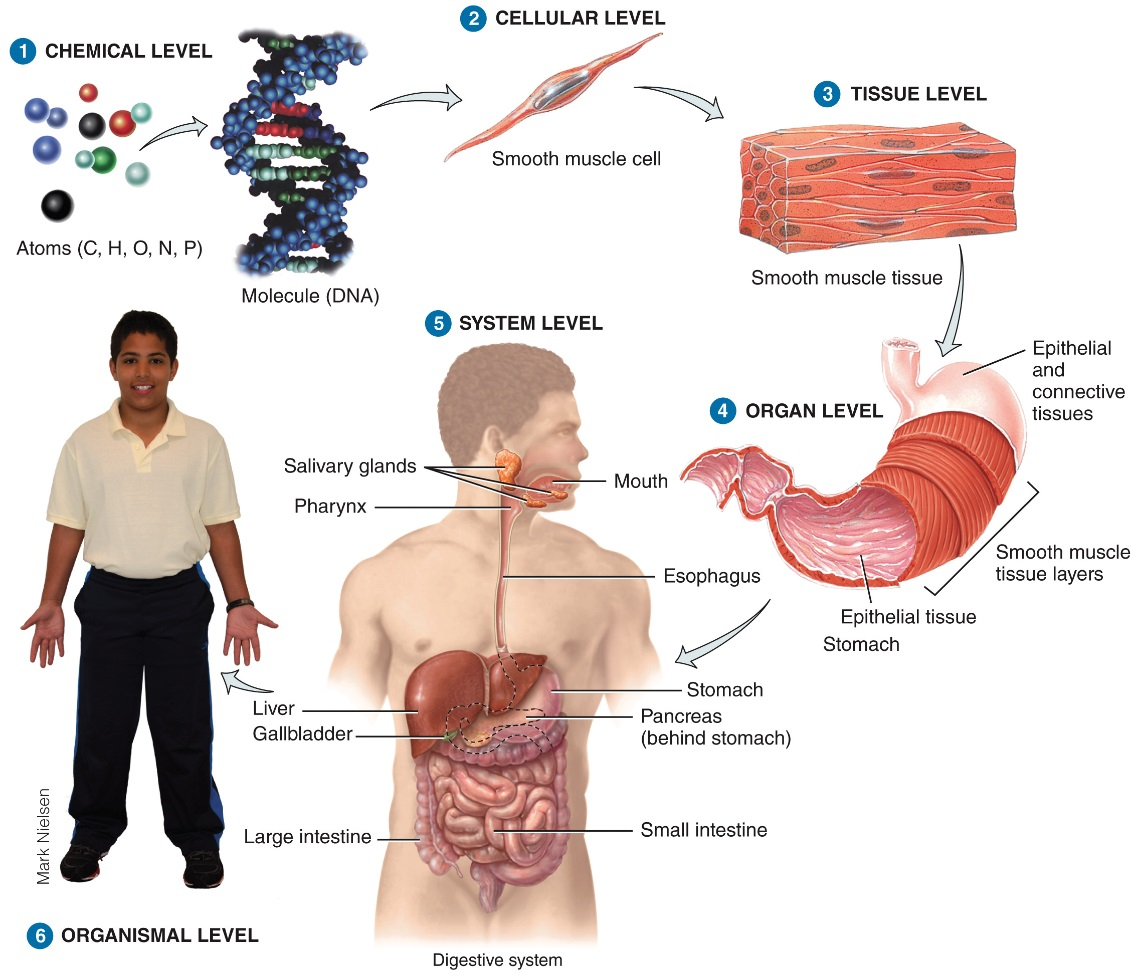 1 CHEMICAL LEVEL
Atoms (C, H, O, N, P)
Molecule (DNA)
2 CELLULAR LEVEL
Smooth muscle cell
3 TISSUE LEVEL
Smooth muscle tissue
4 ORGAN LEVEL
Epithelial
and
connective
tissues
Smooth muscle
tissue layers
Epithelial tissue
Stomach
5 SYSTEM LEVEL
Salivary glands
Mouth
Pharynx
Esophagus
Stomach
Liver
Pancreas
(behind stomach)
Gallbladder
Large intestine
Small intestine
Digestive system
Mark Nielsen
6 ORGANISMAL LEVEL